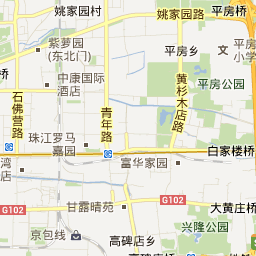 姚家园村
姚家园路
平房桥
紫萝园
(东北门)
平房乡
桥
平房
小学
中康国际
酒店
平房公园
黄杉木店路
石佛营路
青年路
珠江罗马
嘉园
白家楼桥
湾店
富华家园
G102
G102
甘露晴苑
大黄庄桥
兴隆公园
京包线
高碑店乡
高碑店